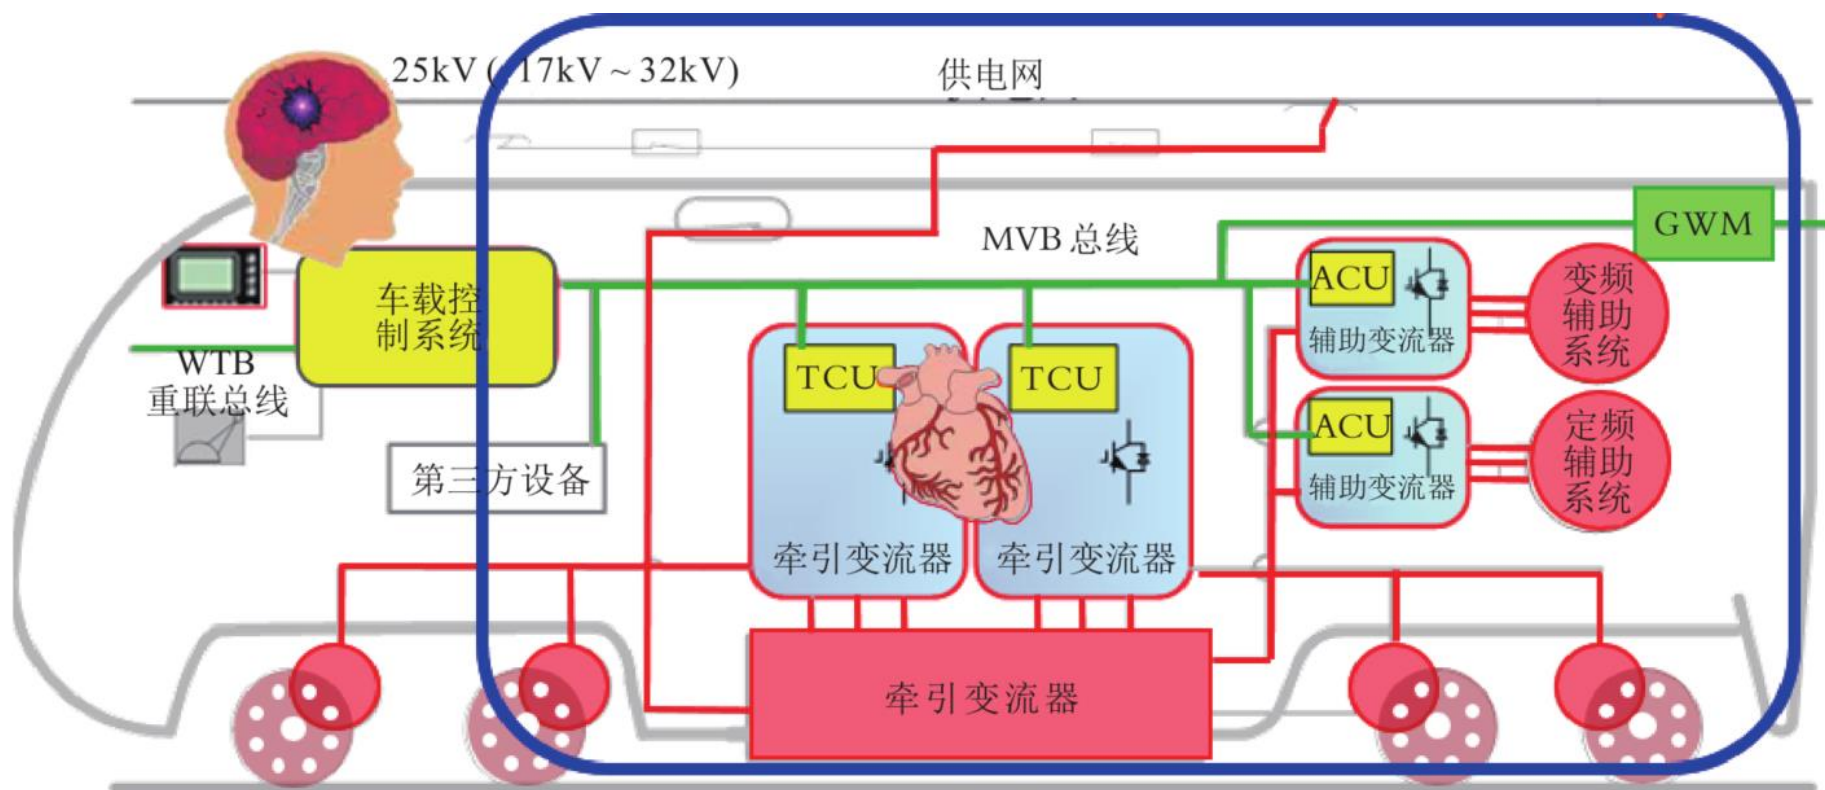 25kV (17kV ~ 32kV)
供电网
MVB 总线
GWM
车载控
制系统
WTB
重联总线
第三方设备
TCU
牵引变流器
TCU
牵引变流器
牵引变流器
ACU
辅助变流器
变频
辅助
系统
ACU
辅助变流器
定频
辅助
系统